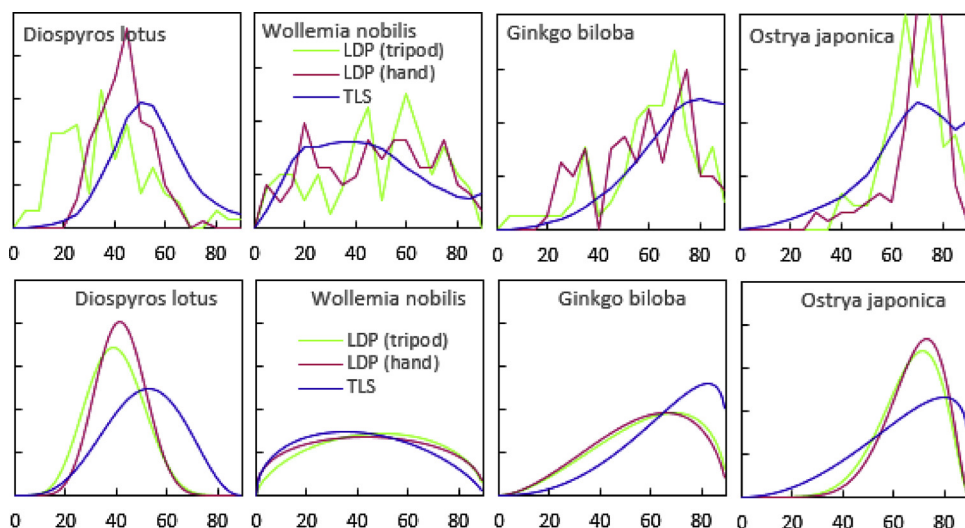 Diospyros lotus
Wollemia nobilis
Ginkgo biloba
Ostrya japonica
LDP (tripod)
LDP (hand)
TLS
0 20 40 60 80
0 20 40 60 80
0 20 40 60 80
0 20 40 60 80
Diospyros lotus
Wollemia nobilis
Ginkgo biloba
Ostrya japonica
LDP (tripod)
LDP (hand)
TLS
0 20 40 60 80
0 20 40 60 80
0 20 40 60 80
0 20 40 60 80